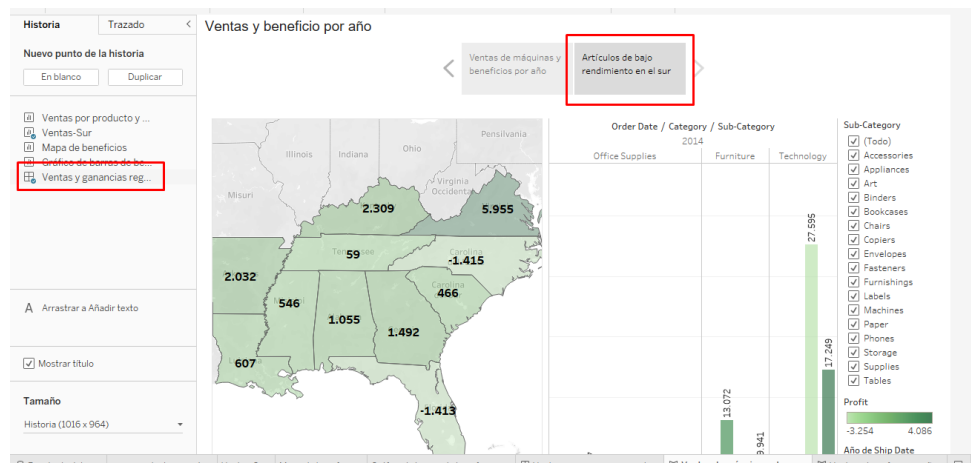 Historia
Trazado
Nuevo punto de la historia
En blanco
Duplicar
Ventas por producto y ...
Ventas-Sur
Mapa de beneficios
Gráfico de barras de be...
Ventas y ganancias reg...
A Arrastrar a Añadir texto
Mostrar título
Tamaño
Historia (1016 x 964)
Ventas y beneficio por año
Ventas de máquinas y
beneficios por año
Artículos de bajo
rendimiento en el sur
Pensilvania
Ohio
Illinois
Indiana
Virginia
Occidental
Misuri
2.309
5.955
59
-1.415
2.032
466
546
1.055
1.492
607
-1.413
Order Date / Category / Sub-Category
2014
Office Supplies
Furniture
Technology
27.595
17.249
13.072
9.941
Sub-Category
(Todo)
Accessories
Appliances
Art
Binders
Bookcases
Chairs
Copiers
Envelopes
Fasteners
Furnishings
Labels
Machines
Paper
Phones
Storage
Supplies
Tables
Profit
-3.254 4.086
Año de Ship Date